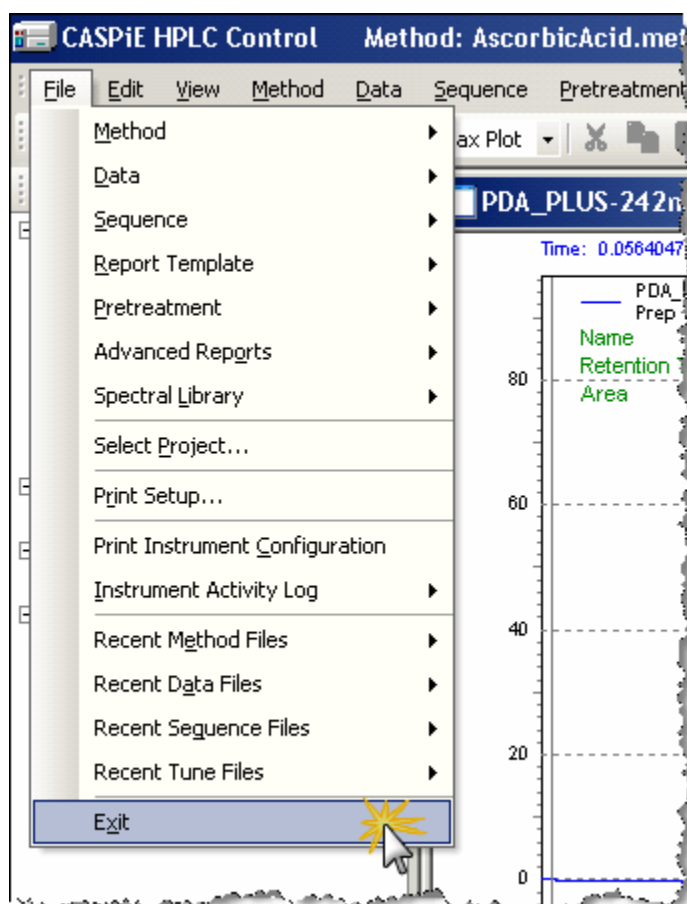 CASPiE HPLC Control Method: AscorbicAcid.met
File Edit View Method Data Sequence Pretreatment
Method
ax Plot
Data
PDA_PLUS-242n
Sequence
Time: 0.0564047
Report Template
PDA_
Pretreatment
Prep
Name
Advanced Reports
Retention
80
Area
Spectral Library
Select Project...
Print Setup...
60
Print Instrument Configuration
Instrument Activity Log
40
Recent Method Files
Recent Data Files
Recent Sequence Files
20
Recent Tune Files
Exit
0